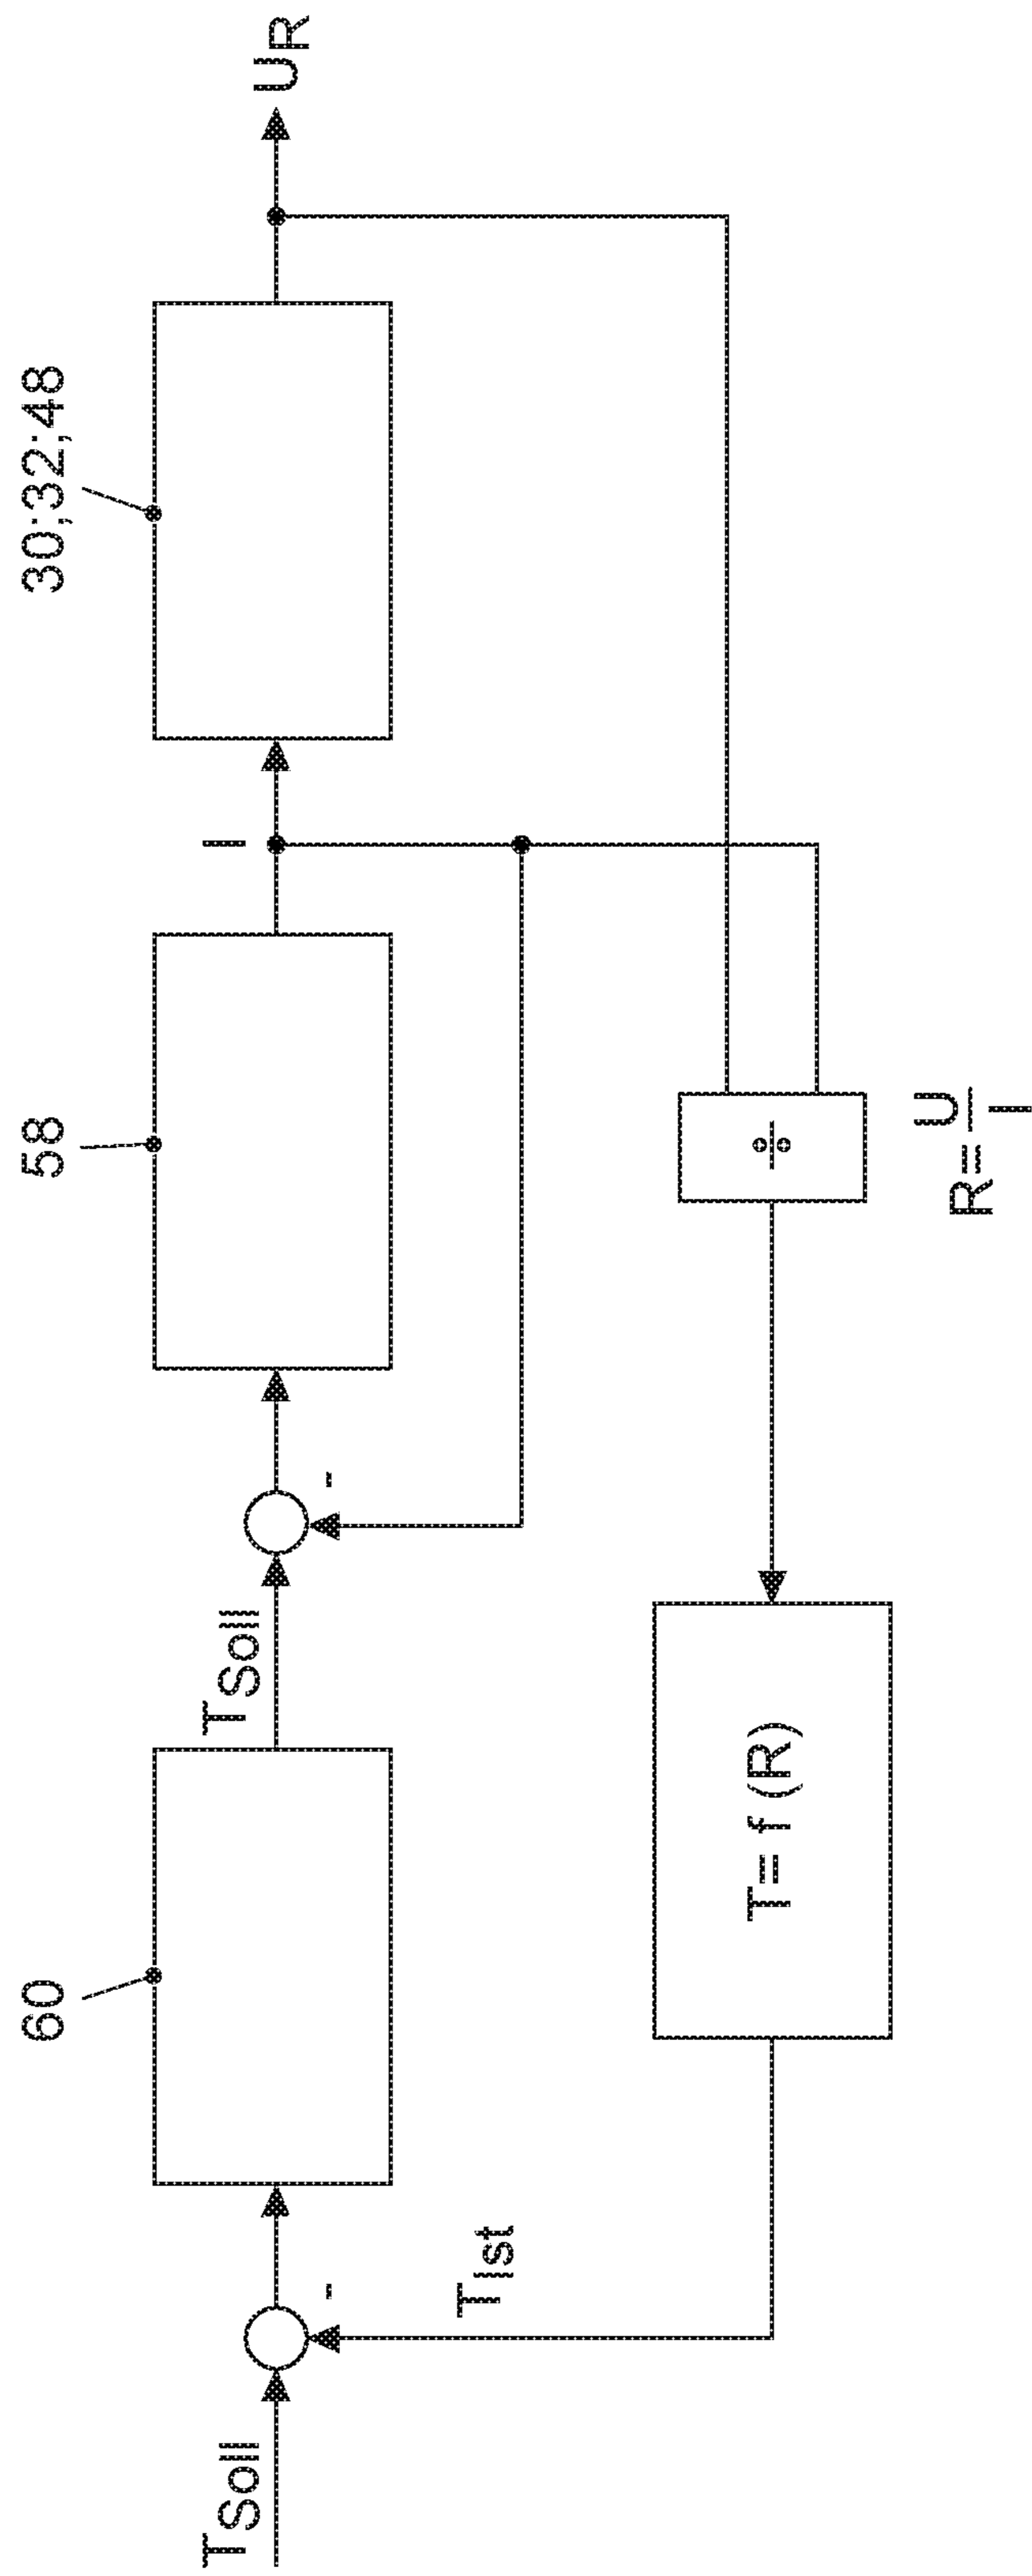 60
58
30;32;48
TSoll
TSoll
I
UR
-
-
TIst
T= f (R)
÷
R= U
I